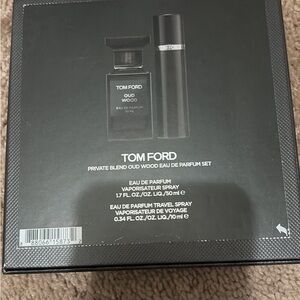 TOM FORD
OUD
WOOD
EAU DE PARFUM
TOM FORD
PRIVATE BLEND OUD WOOD EAU DE PARFUM SET
EAU DE PARFUM
VAPORISATEUR SPRAY
1.7 FL. OZ./OZ. LIQ./50 ml e
EAU DE PARFUM TRAVEL SPRAY
VAPORISATEUR DE VOYAGE
0.34 FL. OZ./OZ. LIQ./10 ml e